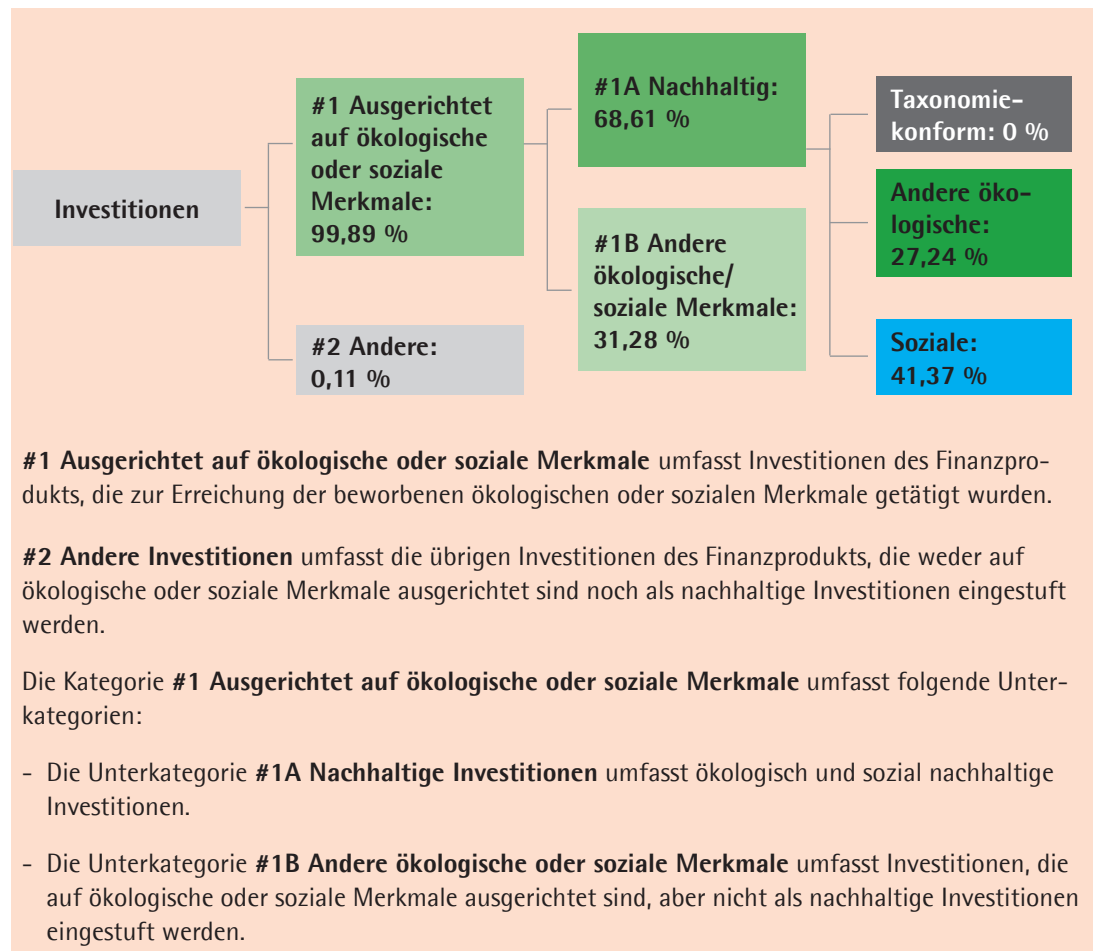 Investitionen
#1 Ausgerichtet
auf ökologische
oder soziale
Merkmale:
99,89 %
#2 Andere:
0,11 %
#1A Nachhaltig:
68,61 %
#1B Andere
ökologische/
soziale Merkmale:
31,28 %
Taxonomie-
konform: 0 %
Andere öko-
logische:
27,24 %
Soziale:
41,37 %
#1 Ausgerichtet auf ökologische oder soziale Merkmale umfasst Investitionen des Finanzpro-
dukts, die zur Erreichung der beworbenen ökologischen oder sozialen Merkmale getätigt wurden.
#2 Andere Investitionen umfasst die übrigen Investitionen des Finanzprodukts, die weder auf
ökologische oder soziale Merkmale ausgerichtet sind noch als nachhaltige Investitionen eingestuft
werden.
Die Kategorie #1 Ausgerichtet auf ökologische oder soziale Merkmale umfasst folgende Unter-
kategorien:
- Die Unterkategorie #1A Nachhaltige Investitionen umfasst ökologisch und sozial nachhaltige
Investitionen.
- Die Unterkategorie #1B Andere ökologische oder soziale Merkmale umfasst Investitionen, die
auf ökologische oder soziale Merkmale ausgerichtet sind, aber nicht als nachhaltige Investitionen
eingestuft werden.